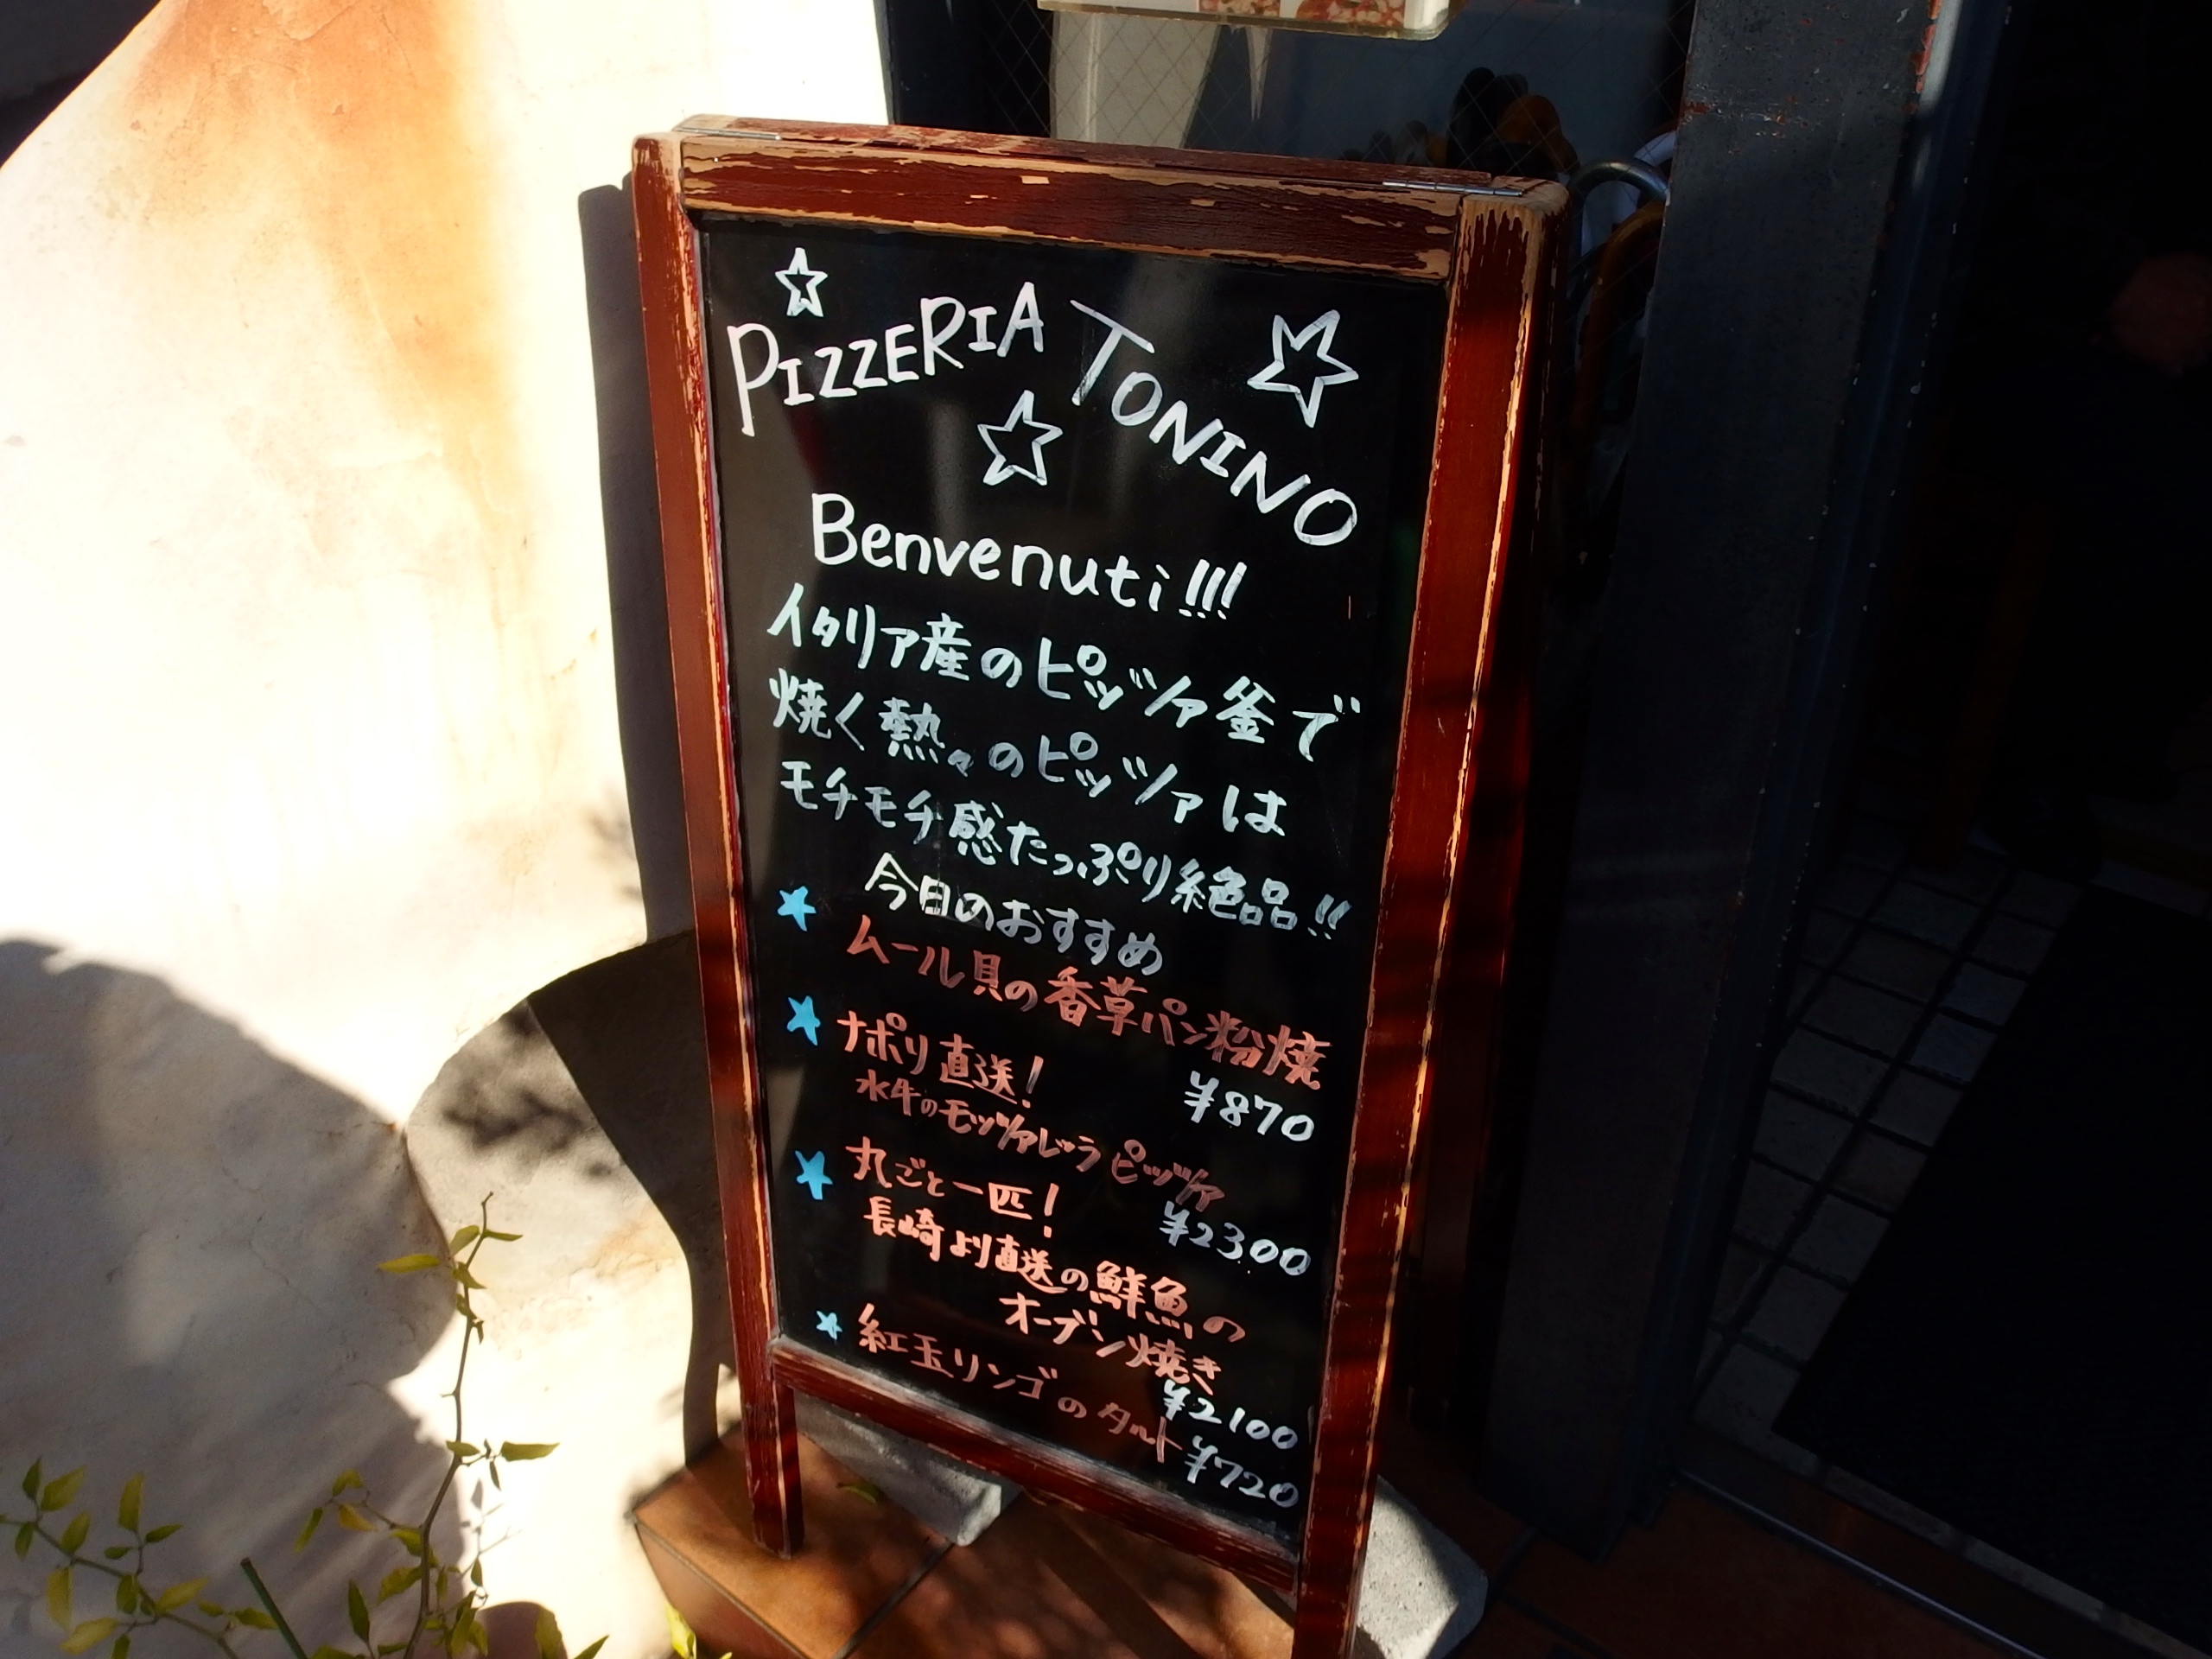 PIZZERIA TONINO
Benvenuti!!!
イタリア産のピッツァ釜で
焼く熱々のピッツァは
モチモチ感たっぷり絶品!!
今日のおすすめ
ムール貝の香草パン粉焼
¥870
ナポリ直送!
水牛のモッツァレラピッツァ
¥2300
丸ごと一匹!
長崎より直送の鮮魚の
オーブン焼き
¥2100
紅玉リンゴのタルト
¥720